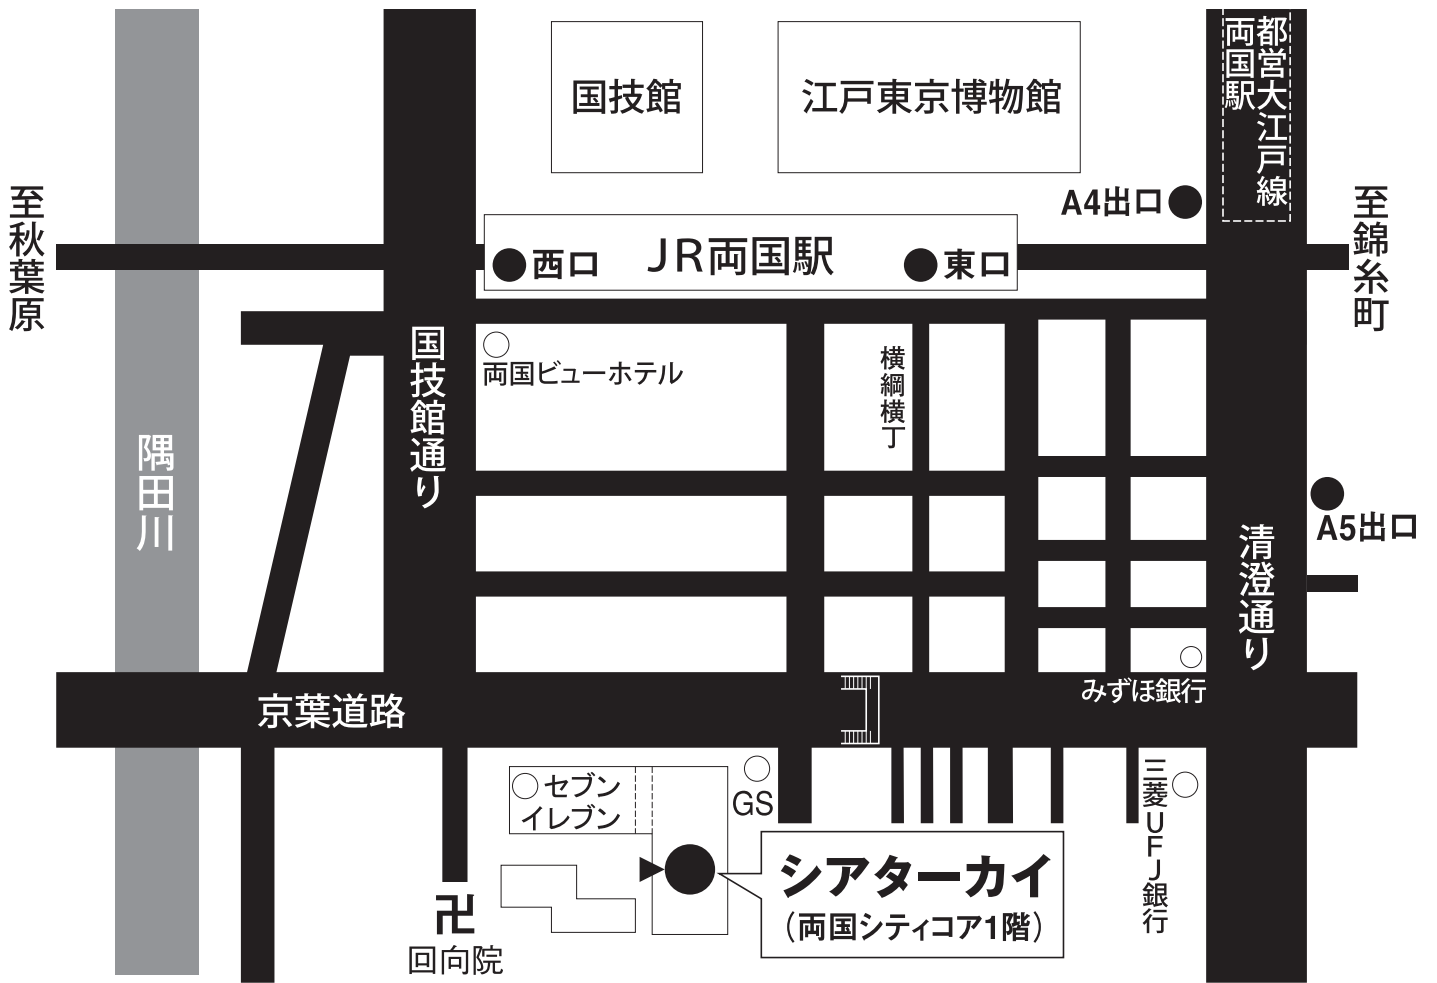 国技館
江戸東京博物館
都営大江戸線
両国駅
至秋葉原
至錦糸町
A4出口
西口
JR両国駅
東口
国技館通り
両国ビューホテル
横綱横丁
隅田川
A5出口
清澄通り
京葉道路
みずほ銀行
セブン
イレブン
GS
三菱UFJ銀行
シアターカイ
(両国シティコア1階)
卍
回向院